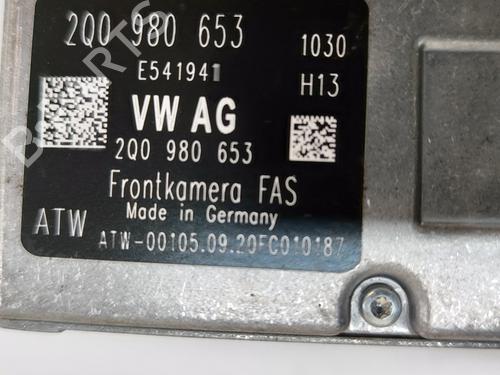 2Q0 980 653 1030
E541941 H13
VW AG
2Q0 980 653
Frontkamera FAS
ATW Made in Germany
ATW-00105.09.20FC010187